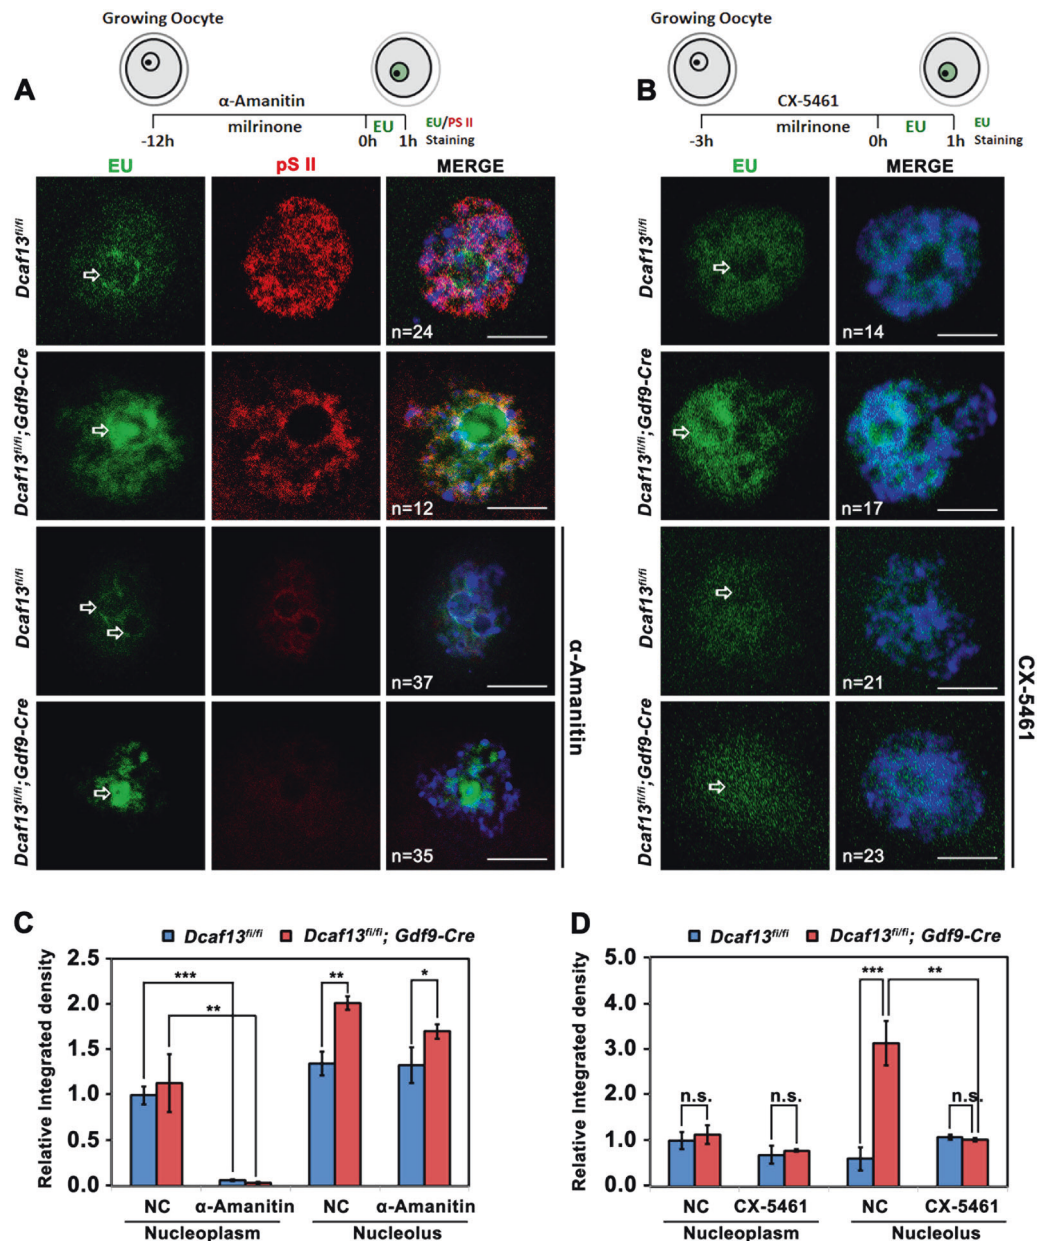 Growing Oocyte
A
α-Amanitin
milrinone
EU
EU/PS II
-12h
0h
1h
Staining
EU
pS II
MERGE
Dcaf13fl/fl
n=24
Dcaf13fl/fl;Gdf9-Cre
n=12
Dcaf13fl/fl
n=37
Dcaf13fl/fl;Gdf9-Cre
n=35
α-Amanitin
Growing Oocyte
B
CX-5461
milrinone
EU
EU
-3h
0h
1h
Staining
EU
MERGE
Dcaf13fl/fl
n=14
Dcaf13fl/fl;Gdf9-Cre
n=17
Dcaf13fl/fl
n=21
Dcaf13fl/fl;Gdf9-Cre
n=23
CX-5461
C
Dcaf13fl/fl
Dcaf13fl/fl; Gdf9-Cre
Relative Integrated density
2.5
2.0
1.5
1.0
0.5
0.0
***
**
**
*
NC
α-Amanitin
NC
α-Amanitin
Nucleoplasm
Nucleolus
D
Dcaf13fl/fl
Dcaf13fl/fl; Gdf9-Cre
Relative Integrated density
5.0
4.0
3.0
2.0
1.0
0.0
n.s.
n.s.
***
**
n.s.
NC
CX-5461
NC
CX-5461
Nucleoplasm
Nucleolus